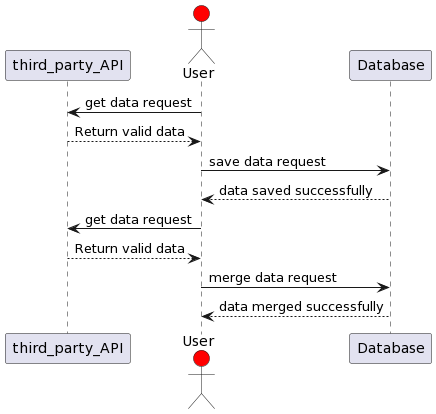 User
third_party_API
Database
get data request
Return valid data
save data request
data saved successfully
get data request
Return valid data
merge data request
data merged successfully
third_party_API
User
Database